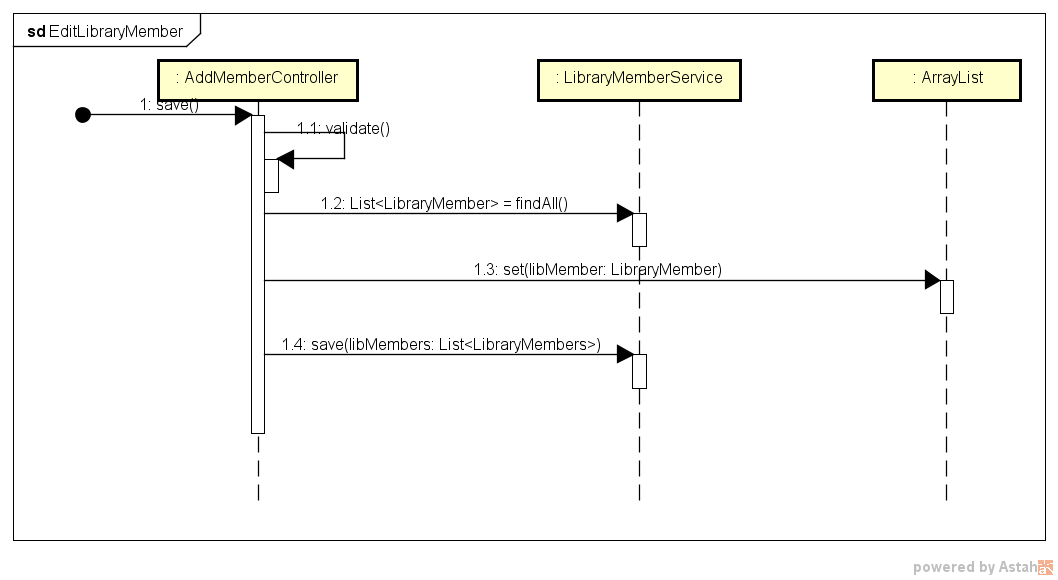 sd EditLibraryMember
: AddMemberController
: LibraryMemberService
: ArrayList
1: save()
1.1: validate()
1.2: List<LibraryMember> = findAll()
1.3: set(libMember: LibraryMember)
1.4: save(libMembers: List<LibraryMembers>)
powered by Astah